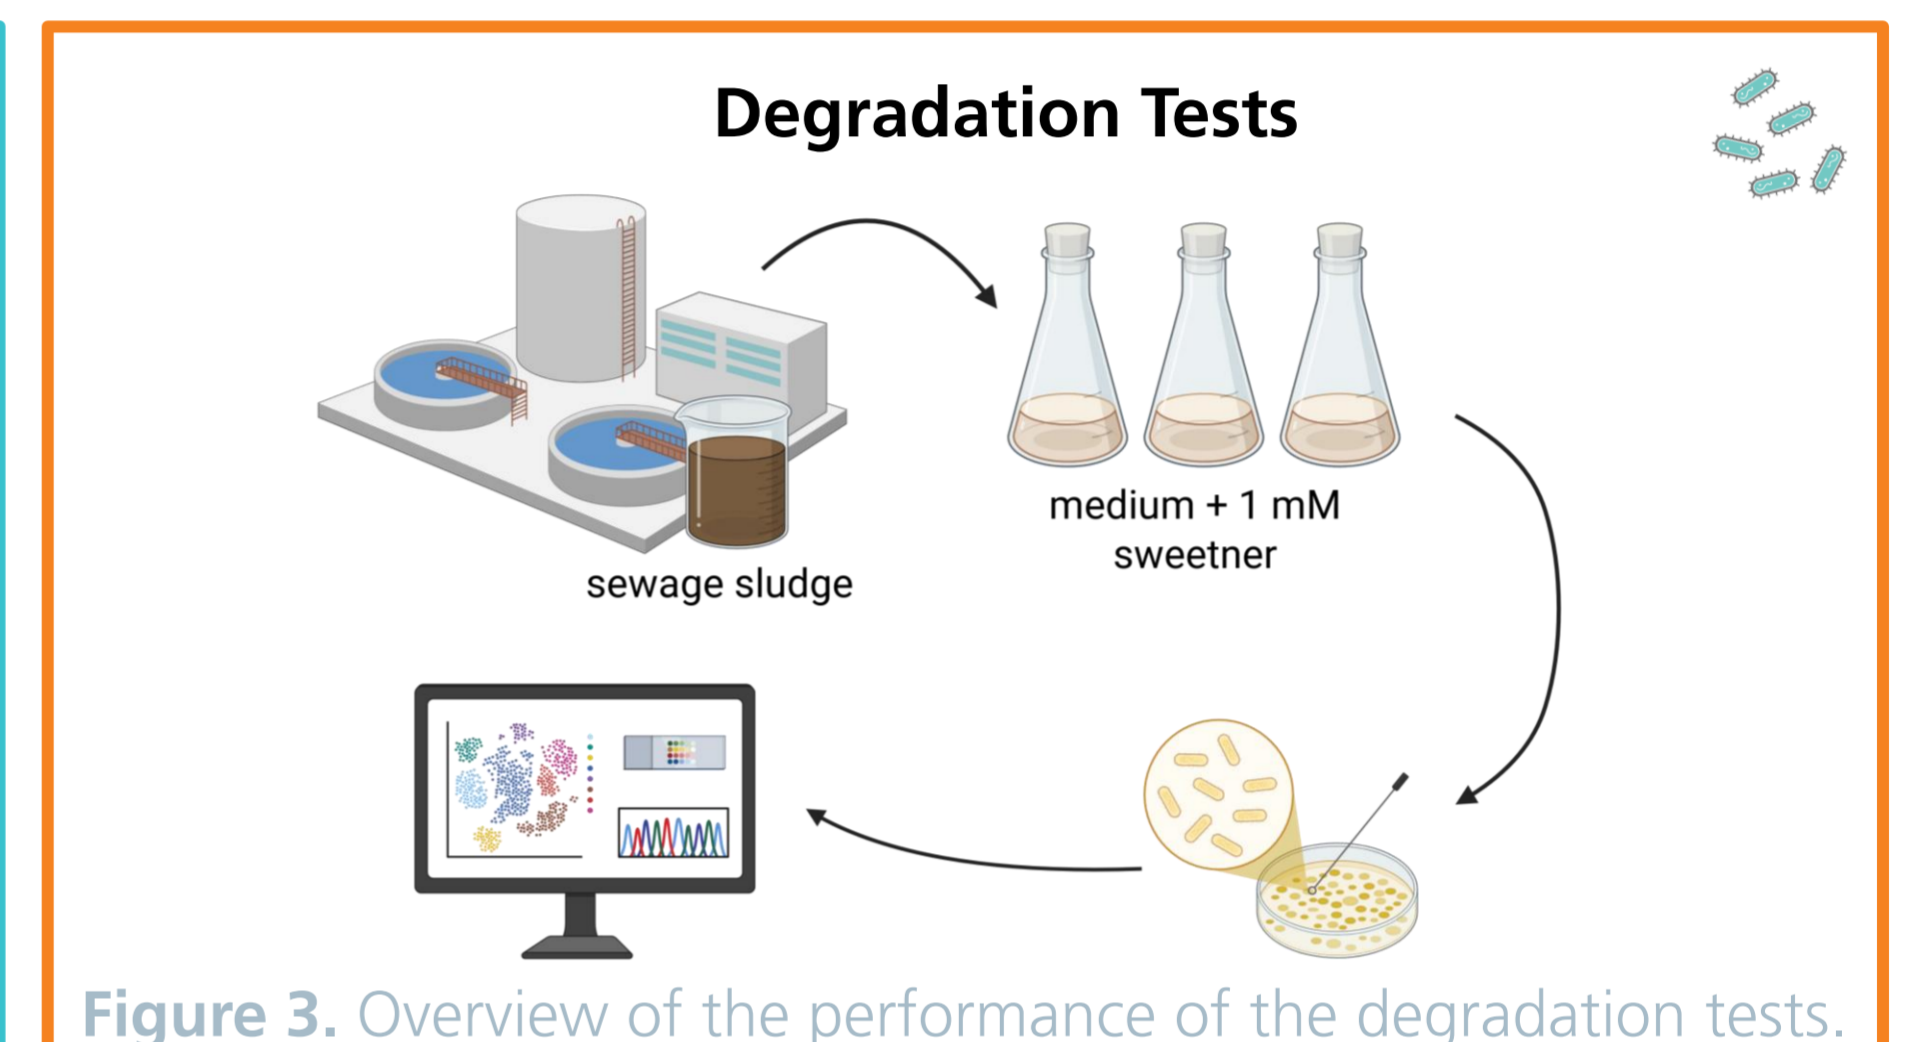 Degradation Tests
medium + 1 mM
sweetner
sewage sludge
Figure 3. Overview of the performance of the degradation tests.